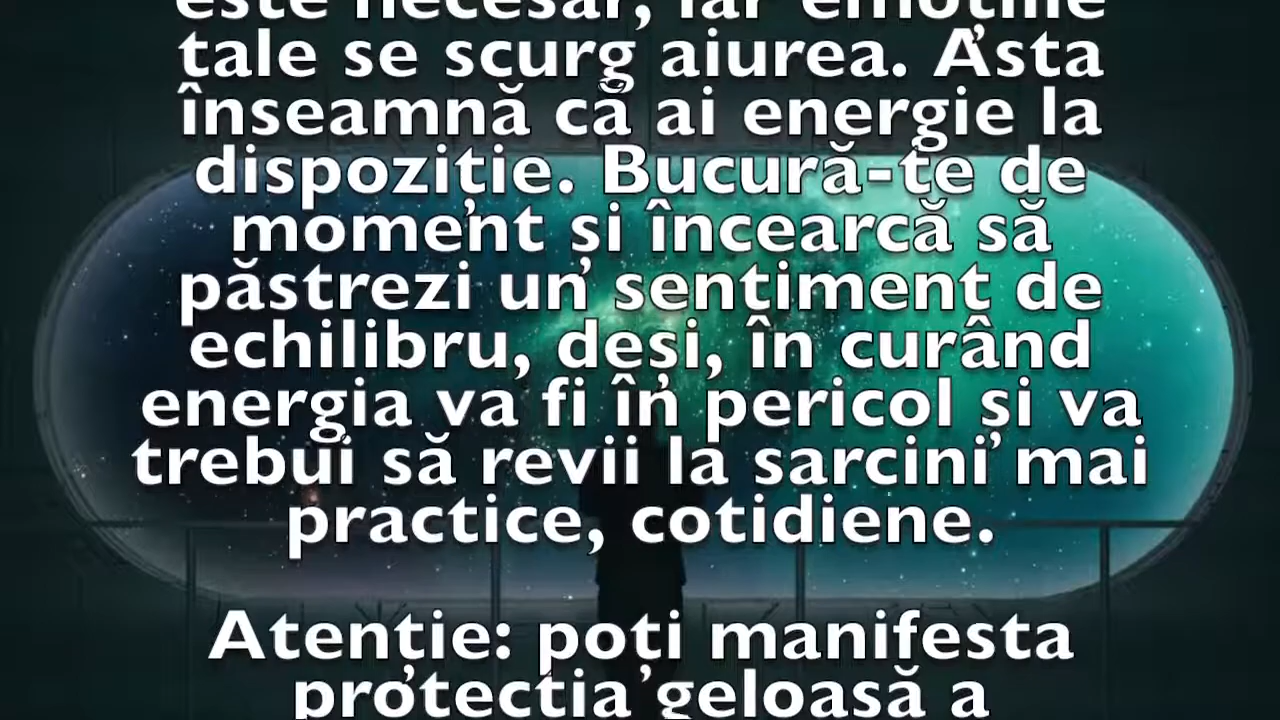 este necesar, iar emoțiile
tale se scurg aiurea. Asta
înseamnă că ai energie la
dispoziție. Bucură-te de
moment și încearcă să
păstrezi un sentiment de
echilibru, deși, în curând
energia va fi în pericol și va
trebui să revii la sarcini mai
practice, cotidiene.
Atenție: poți manifesta
protecția geloasă a